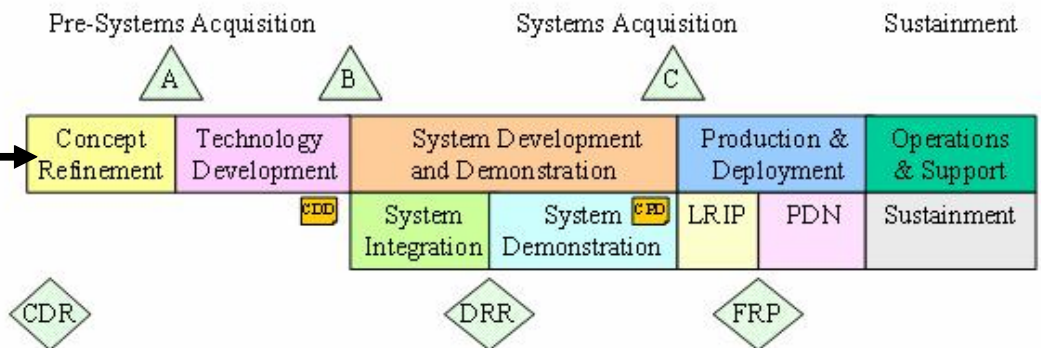 Pre-Systems Acquisition
Systems Acquisition
Sustainment
A
B
C
Concept
Refinement
Technology
Development
System Development
and Demonstration
Production &
Deployment
Operations
& Support
CDD
System
Integration
System
Demonstration
CPD
LRIP
PDN
Sustainment
CDR
DRR
FRP